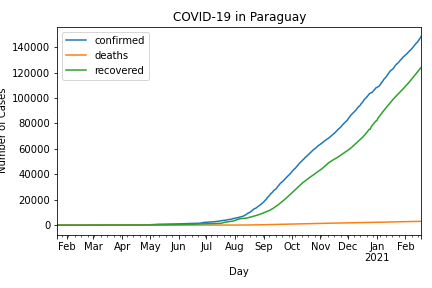 COVID-19 in Paraguay
confirmed
deaths
recovered
140000
120000
100000
80000
60000
40000
20000
0
Number of Cases
Feb Mar Apr May Jun Jul Aug Sep Oct Nov Dec Jan Feb
2021
Day